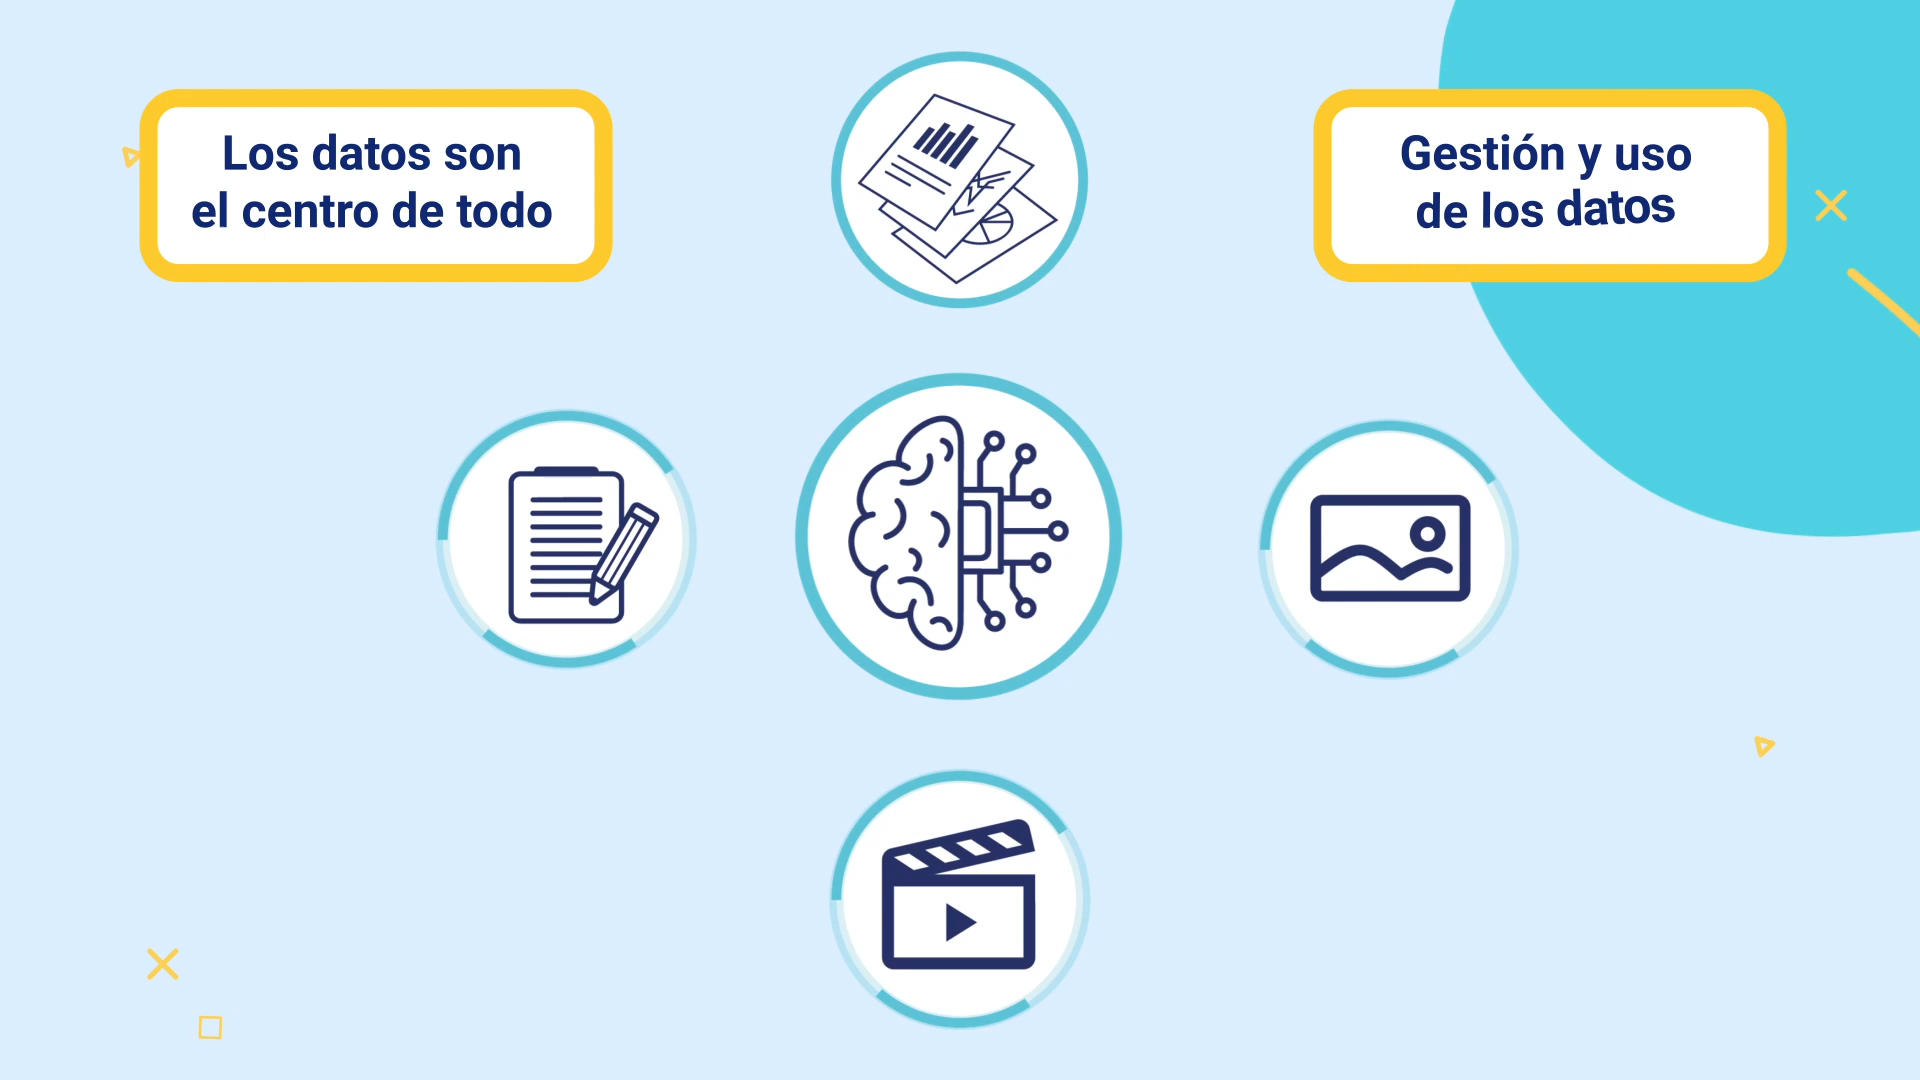 Los datos son
el centro de todo
Gestión y uso
de los datos